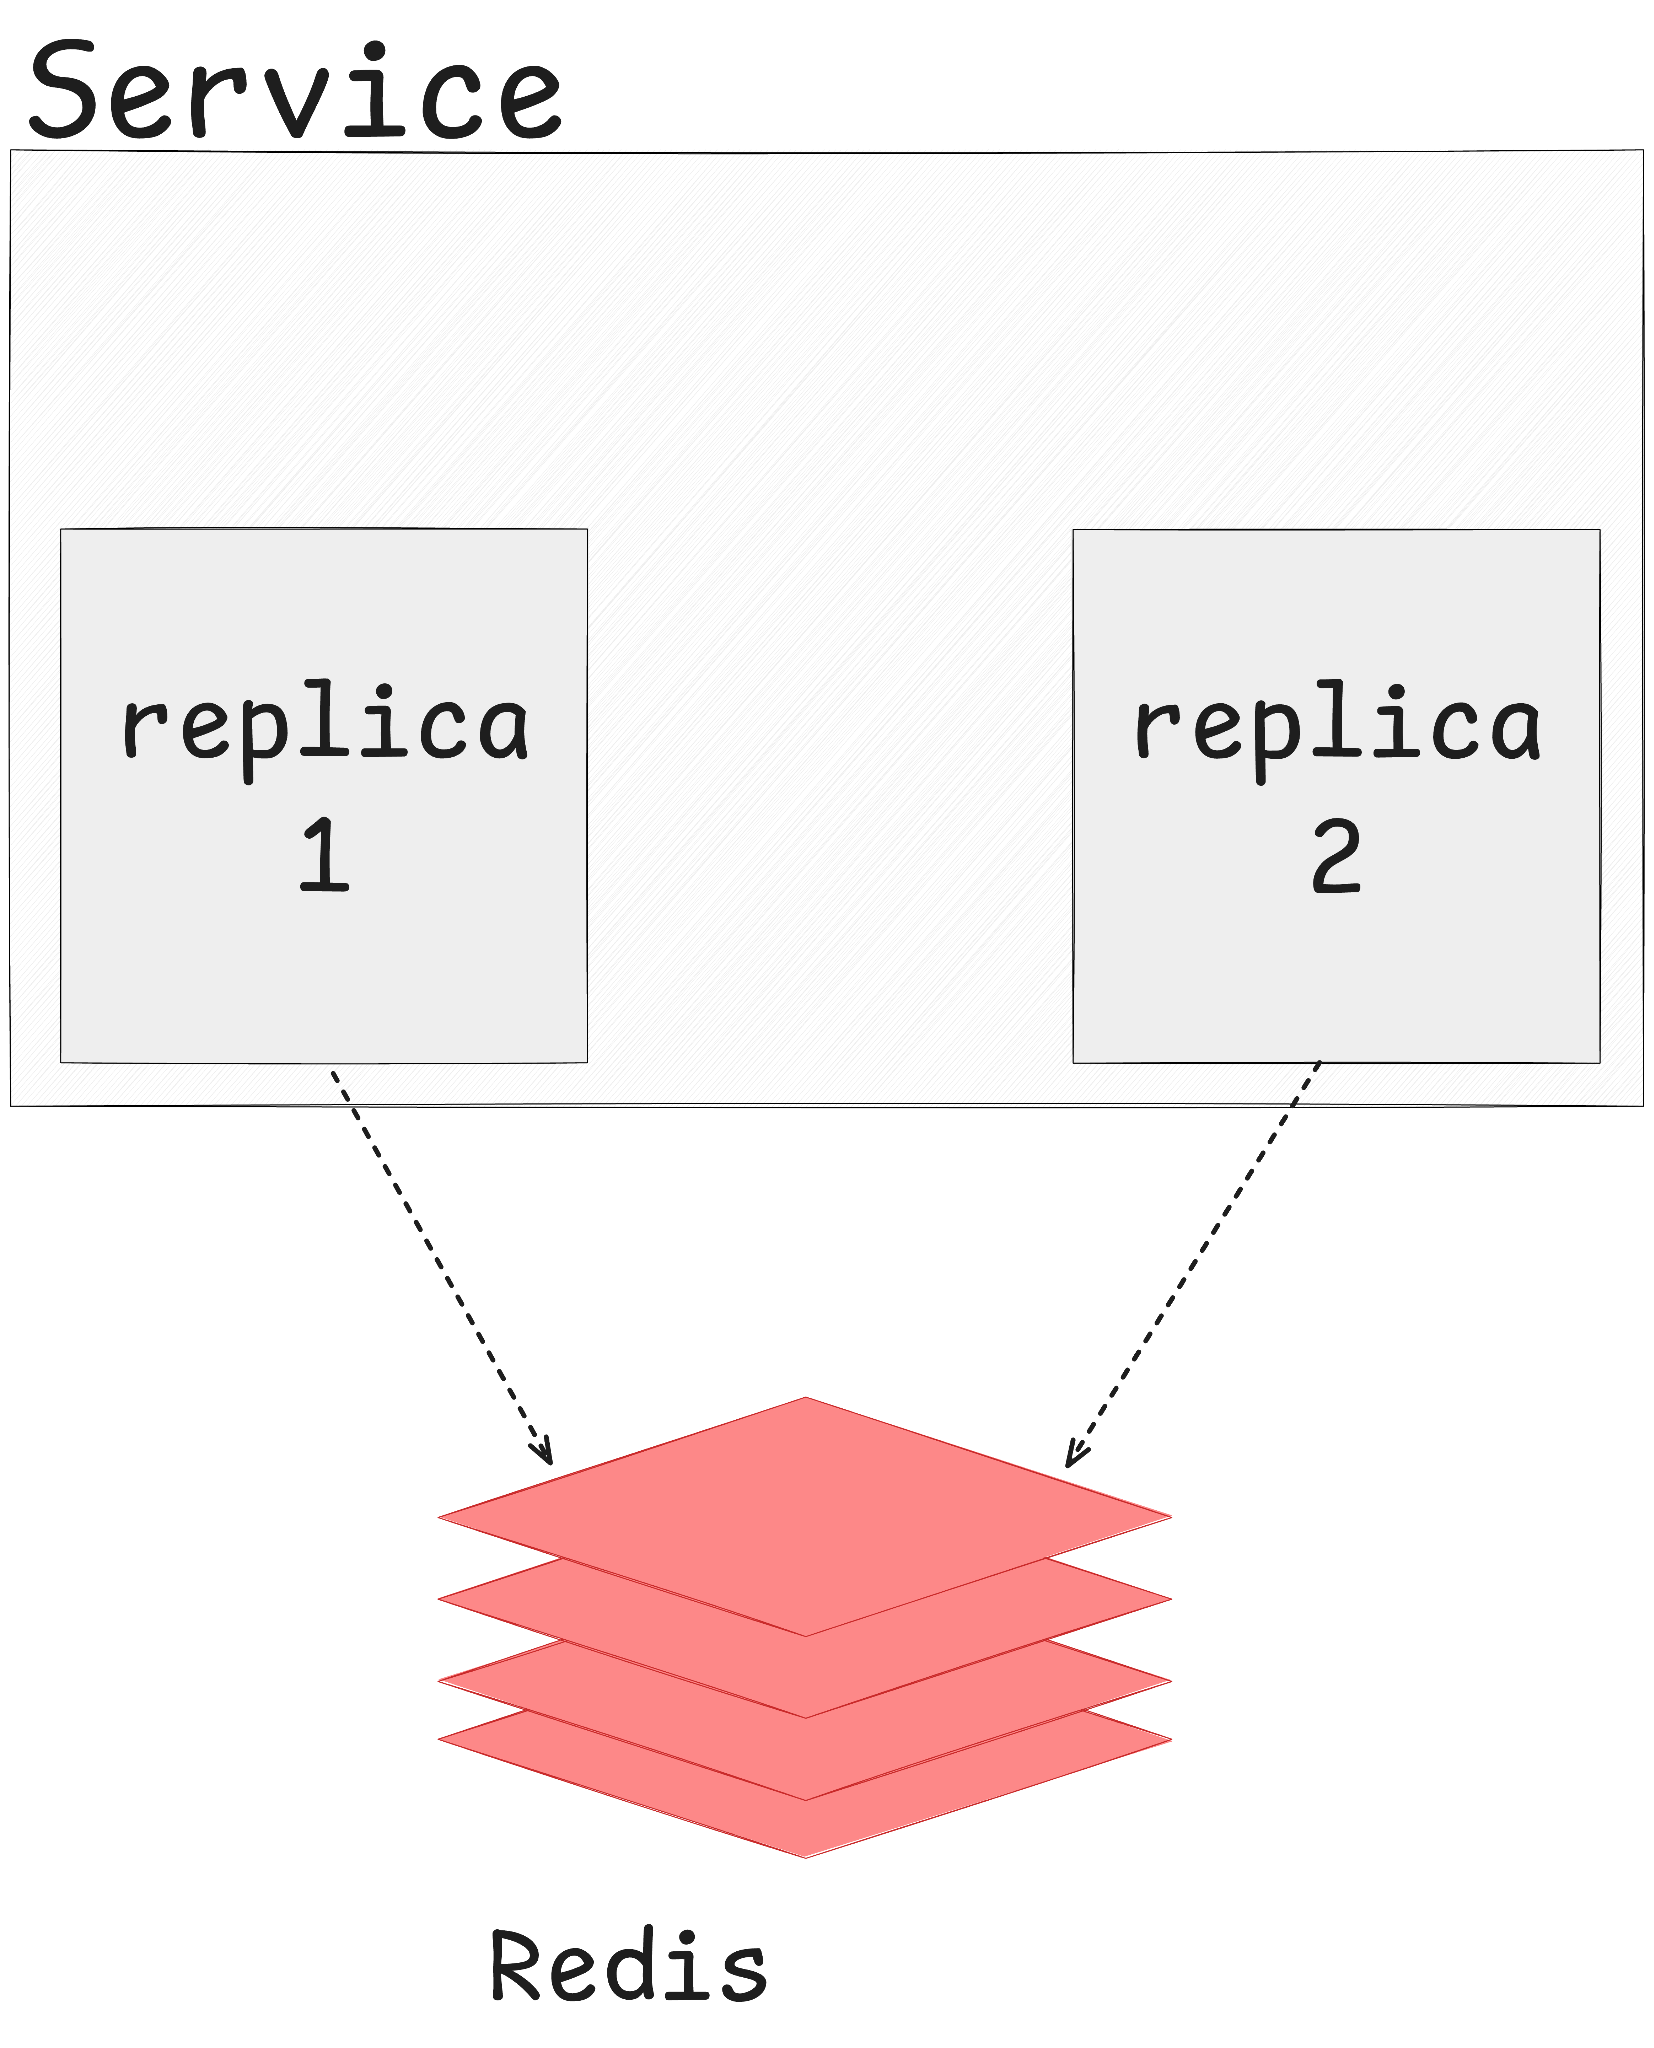 Service
replica
1
replica
2
Redis